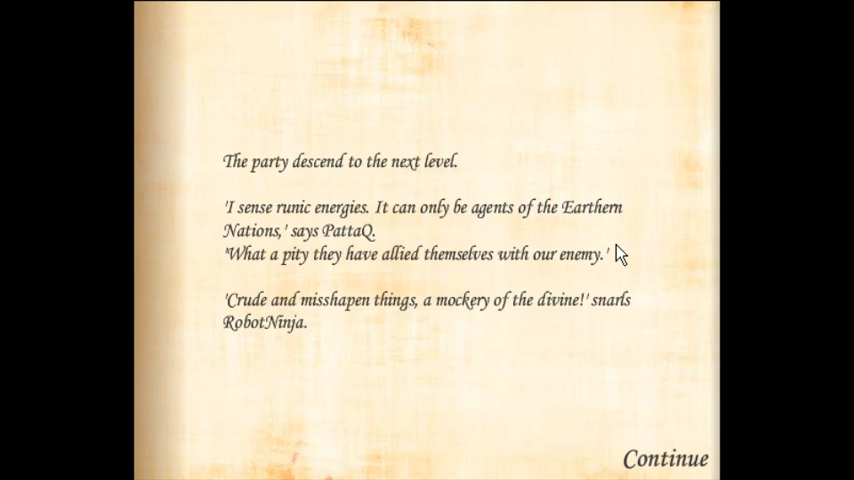 The party descend to the next level.
'I sense runic energies. It can only be agents of the Earthern
Nations,' says PattaQ.
'What a pity they have allied themselves with our enemy.'
'Crude and misshapen things, a mockery of the divine!' snarls
RobotNinja.
Continue